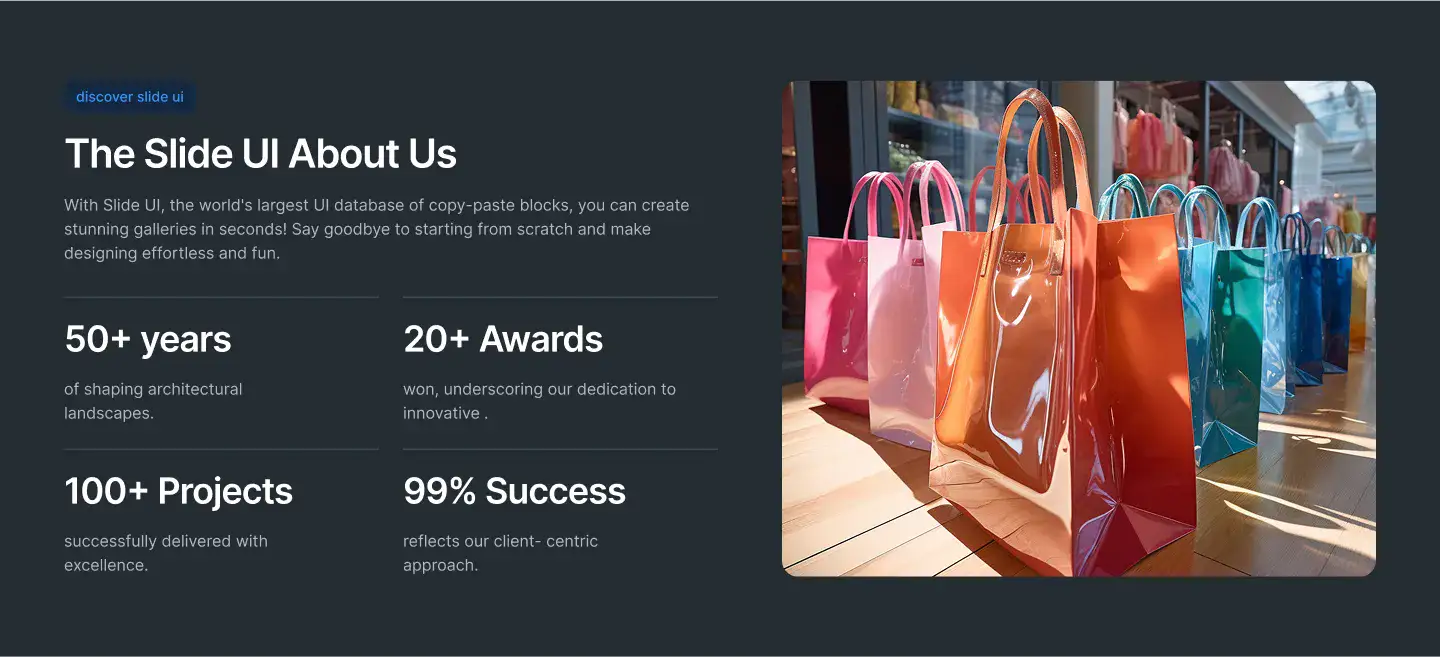 discover slide ui
The Slide UI About Us
With Slide UI, the world's largest UI database of copy-paste blocks, you can create
stunning galleries in seconds! Say goodbye to starting from scratch and make
designing effortless and fun.
50+ years
of shaping architectural
landscapes.
20+ Awards
won, underscoring our dedication to
innovative .
100+ Projects
successfully delivered with
excellence.
99% Success
reflects our client- centric
approach.